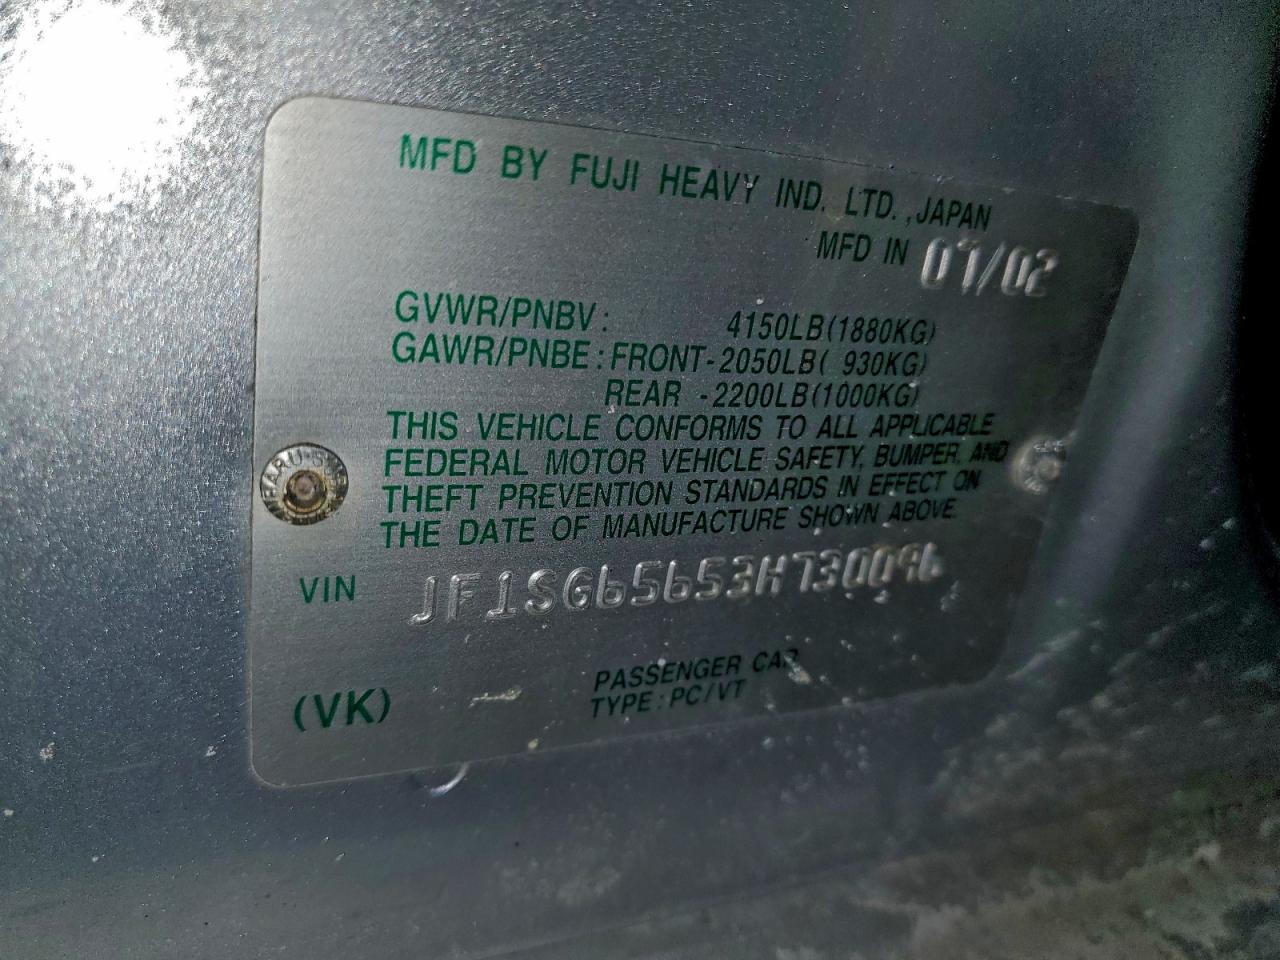 MFD BY FUJI HEAVY IND. LTD.,JAPAN
MFD IN 07/02
GVWR/PNBV: 4150LB(1880KG)
GAWR/PNBE:FRONT-2050LB( 930KG)
REAR -2200LB(1000KG)
THIS VEHICLE CONFORMS TO ALL APPLICABLE
FEDERAL MOTOR VEHICLE SAFETY, BUMPER, AND
THEFT PREVENTION STANDARDS IN EFFECT ON
THE DATE OF MANUFACTURE SHOWN ABOVE.
VIN JF1SG65653H730096
(VK)
PASSENGER CAR
TYPE:PC/VT